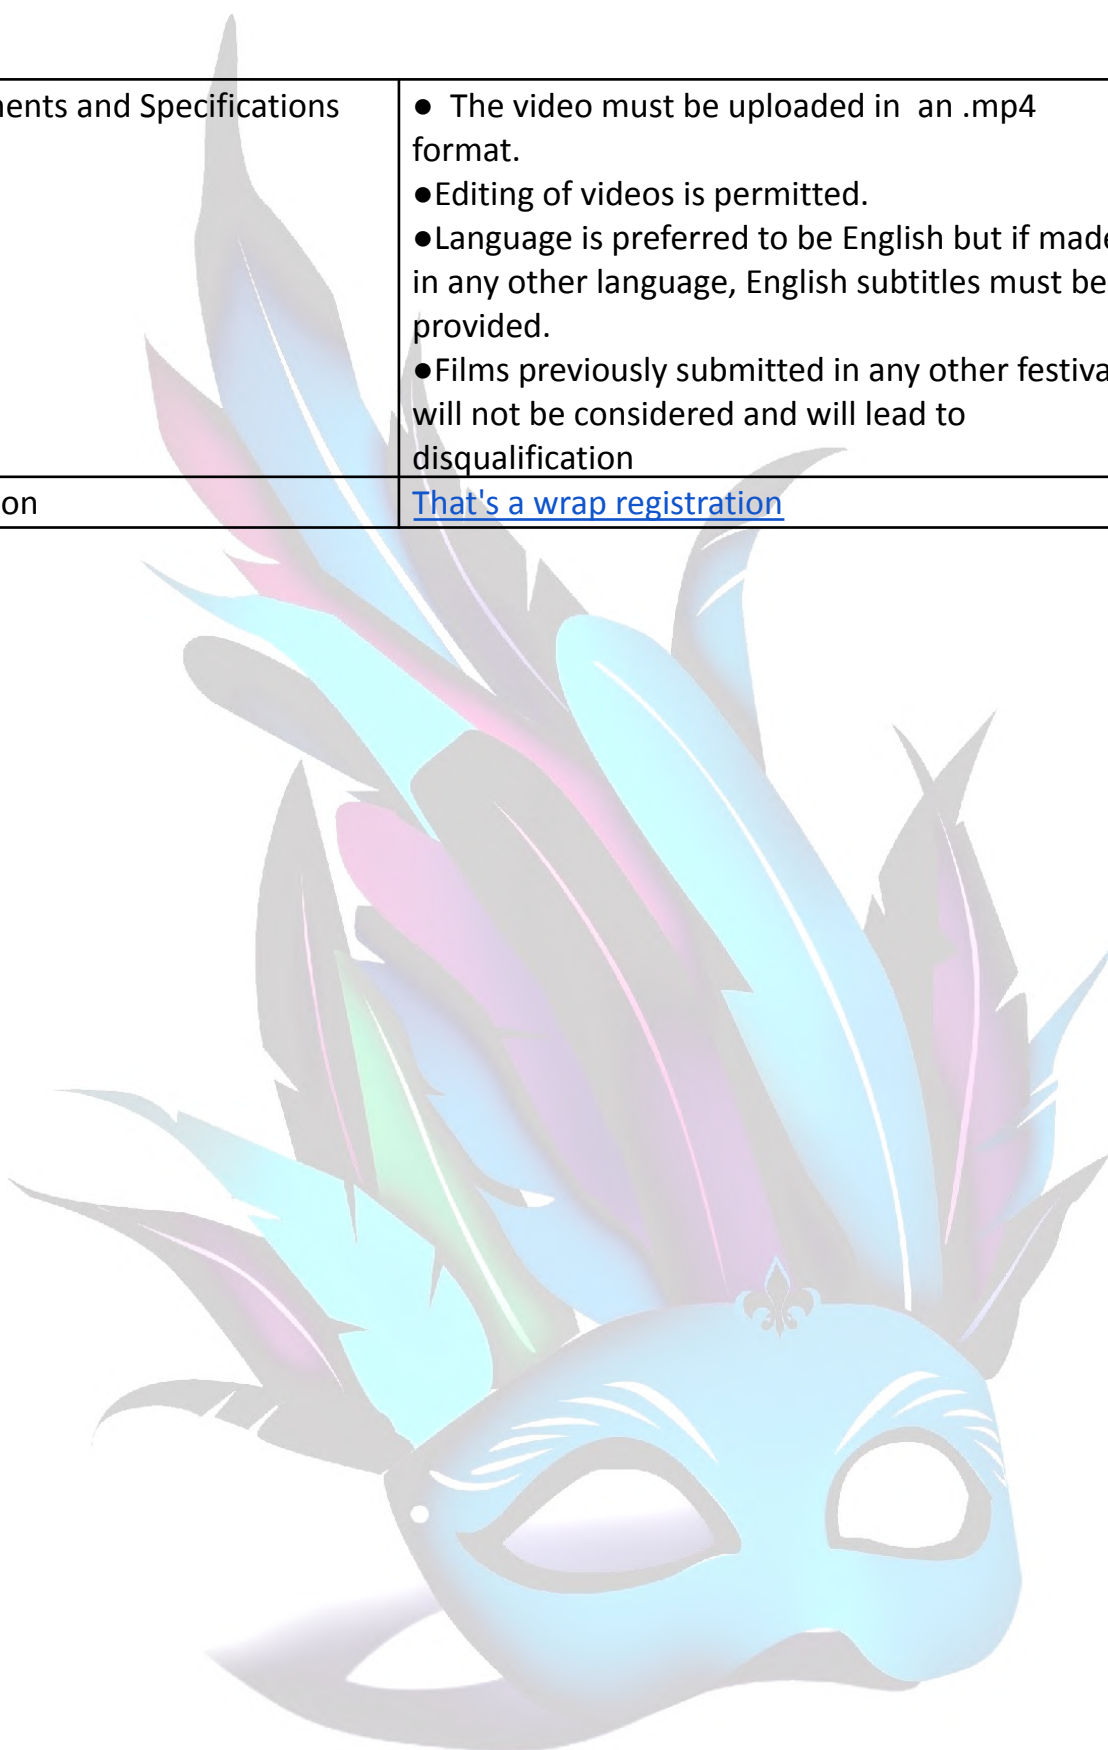 ents and Specifications
● The video must be uploaded in an .mp4
format.
●Editing of videos is permitted.
●Language is preferred to be English but if made
in any other language, English subtitles must be
provided.
●Films previously submitted in any other festiva
will not be considered and will lead to
disqualification
on
That's a wrap registration